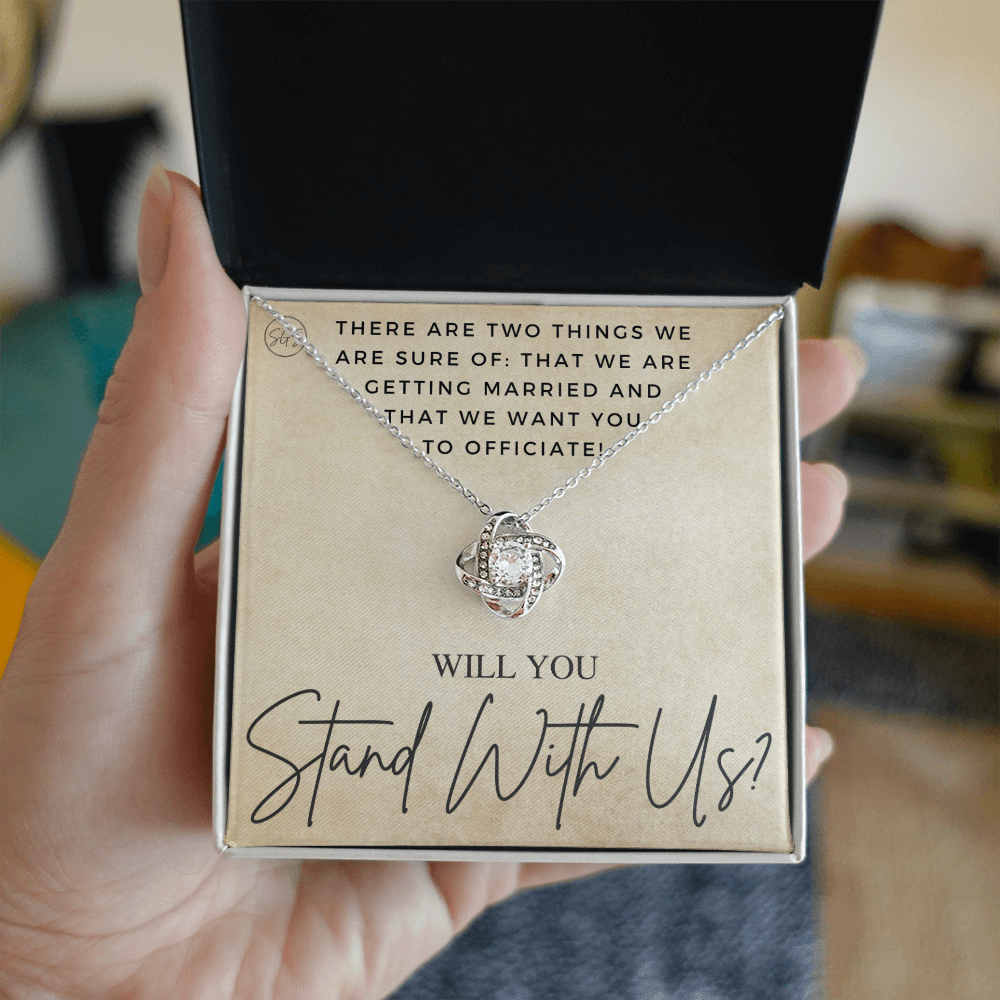 THERE ARE TWO THINGS WE
ARE SURE OF: THAT WE ARE
GETTING MARRIED AND
THAT WE WANT YOU
TO OFFICIATE!
WILL YOU
Stand With Us?